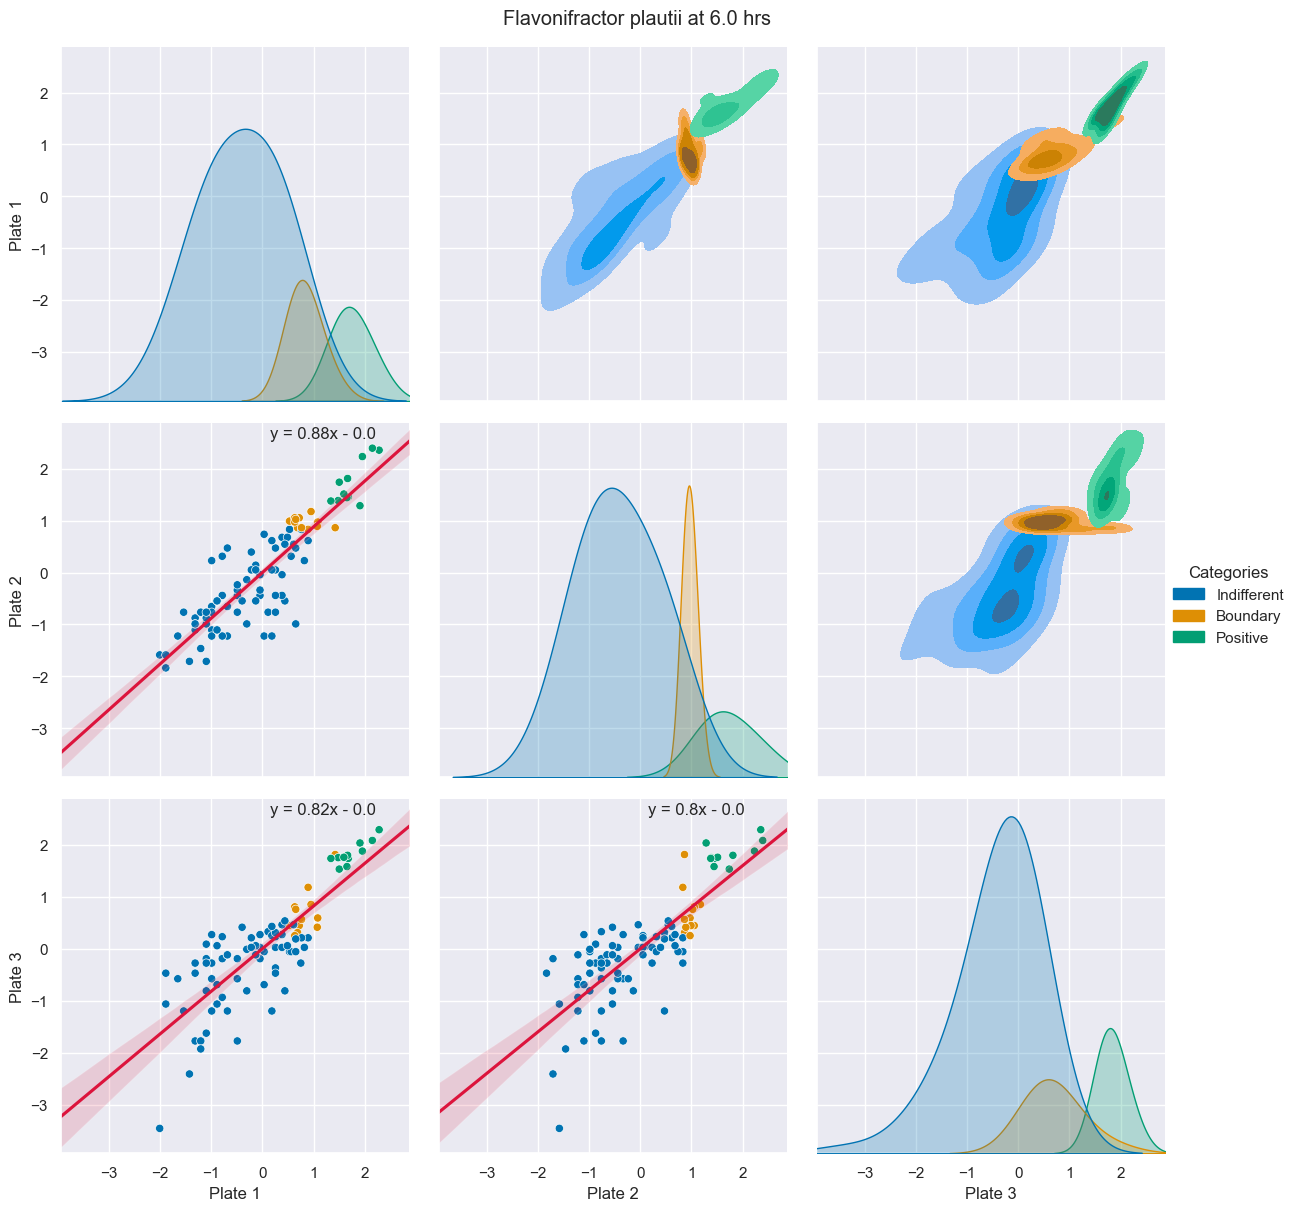 Flavonifractor plautii at 6.0 hrs
2
1
0
−1
−2
−3
Plate 1
y = 0.88x - 0.0
2
1
0
−1
−2
−3
Plate 2
Categories
Indifferent
Boundary
Positive
y = 0.82x - 0.0
y = 0.8x - 0.0
2
1
0
−1
−2
−3
Plate 3
−3 −2 −1 0 1 2
−3 −2 −1 0 1 2
−3 −2 −1 0 1 2
Plate 1
Plate 2
Plate 3